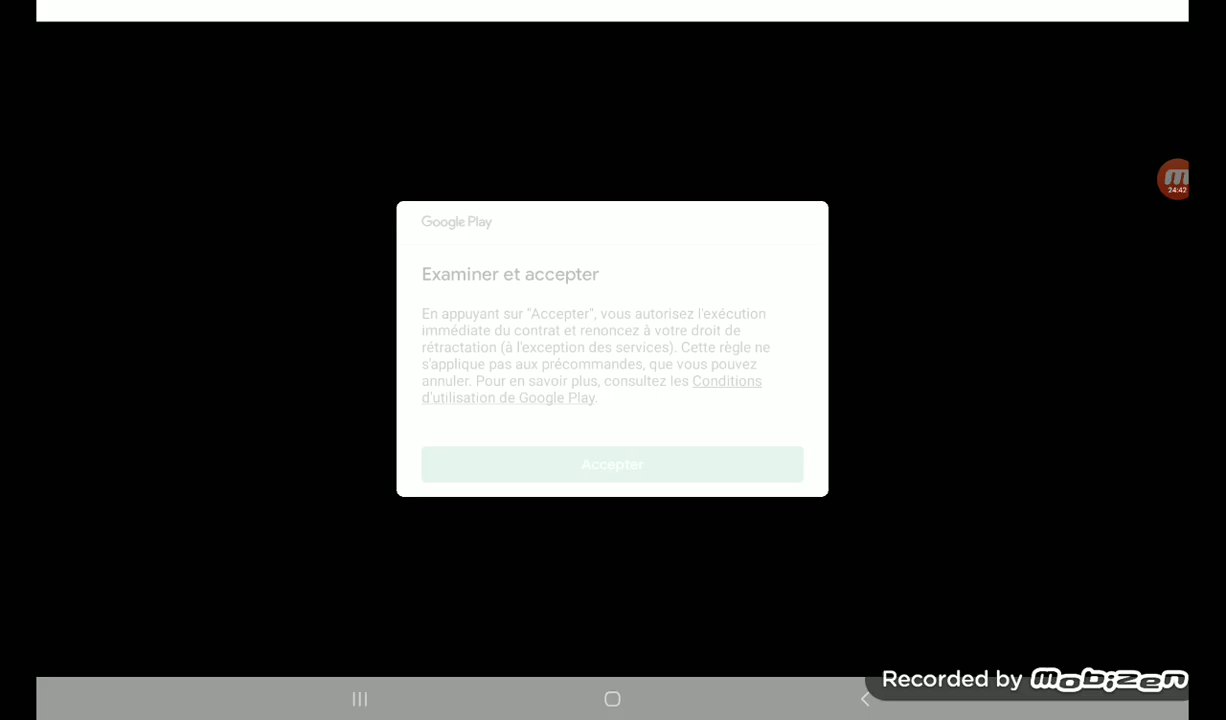 24:42
Google Play
Examiner et accepter
En appuyant sur "Accepter", vous autorisez l'exécution
immédiate du contrat et renoncez à votre droit de
rétractation (à l'exception des services). Cette règle ne
s'applique pas aux précommandes, que vous pouvez
annuler. Pour en savoir plus, consultez les Conditions
d'utilisation de Google Play.
Accepter
Recorded by mobizen